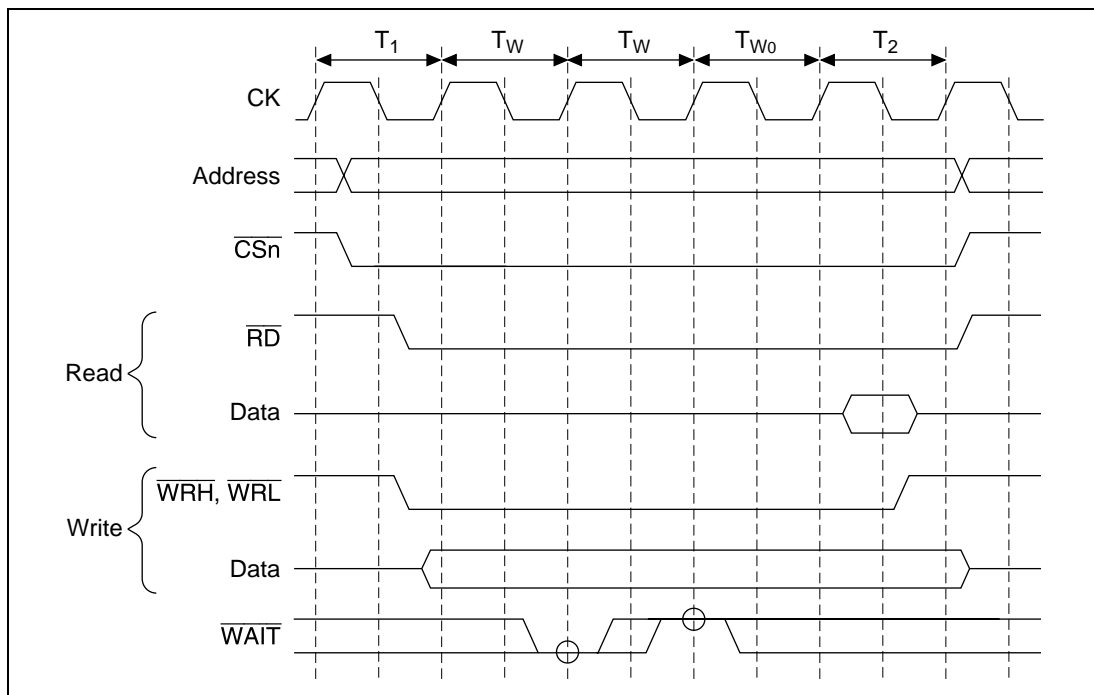 T1 TW TW TW0 T2
CK
Address
CSn
RD
Read
Data
WRH, WRL
Write
Data
WAIT